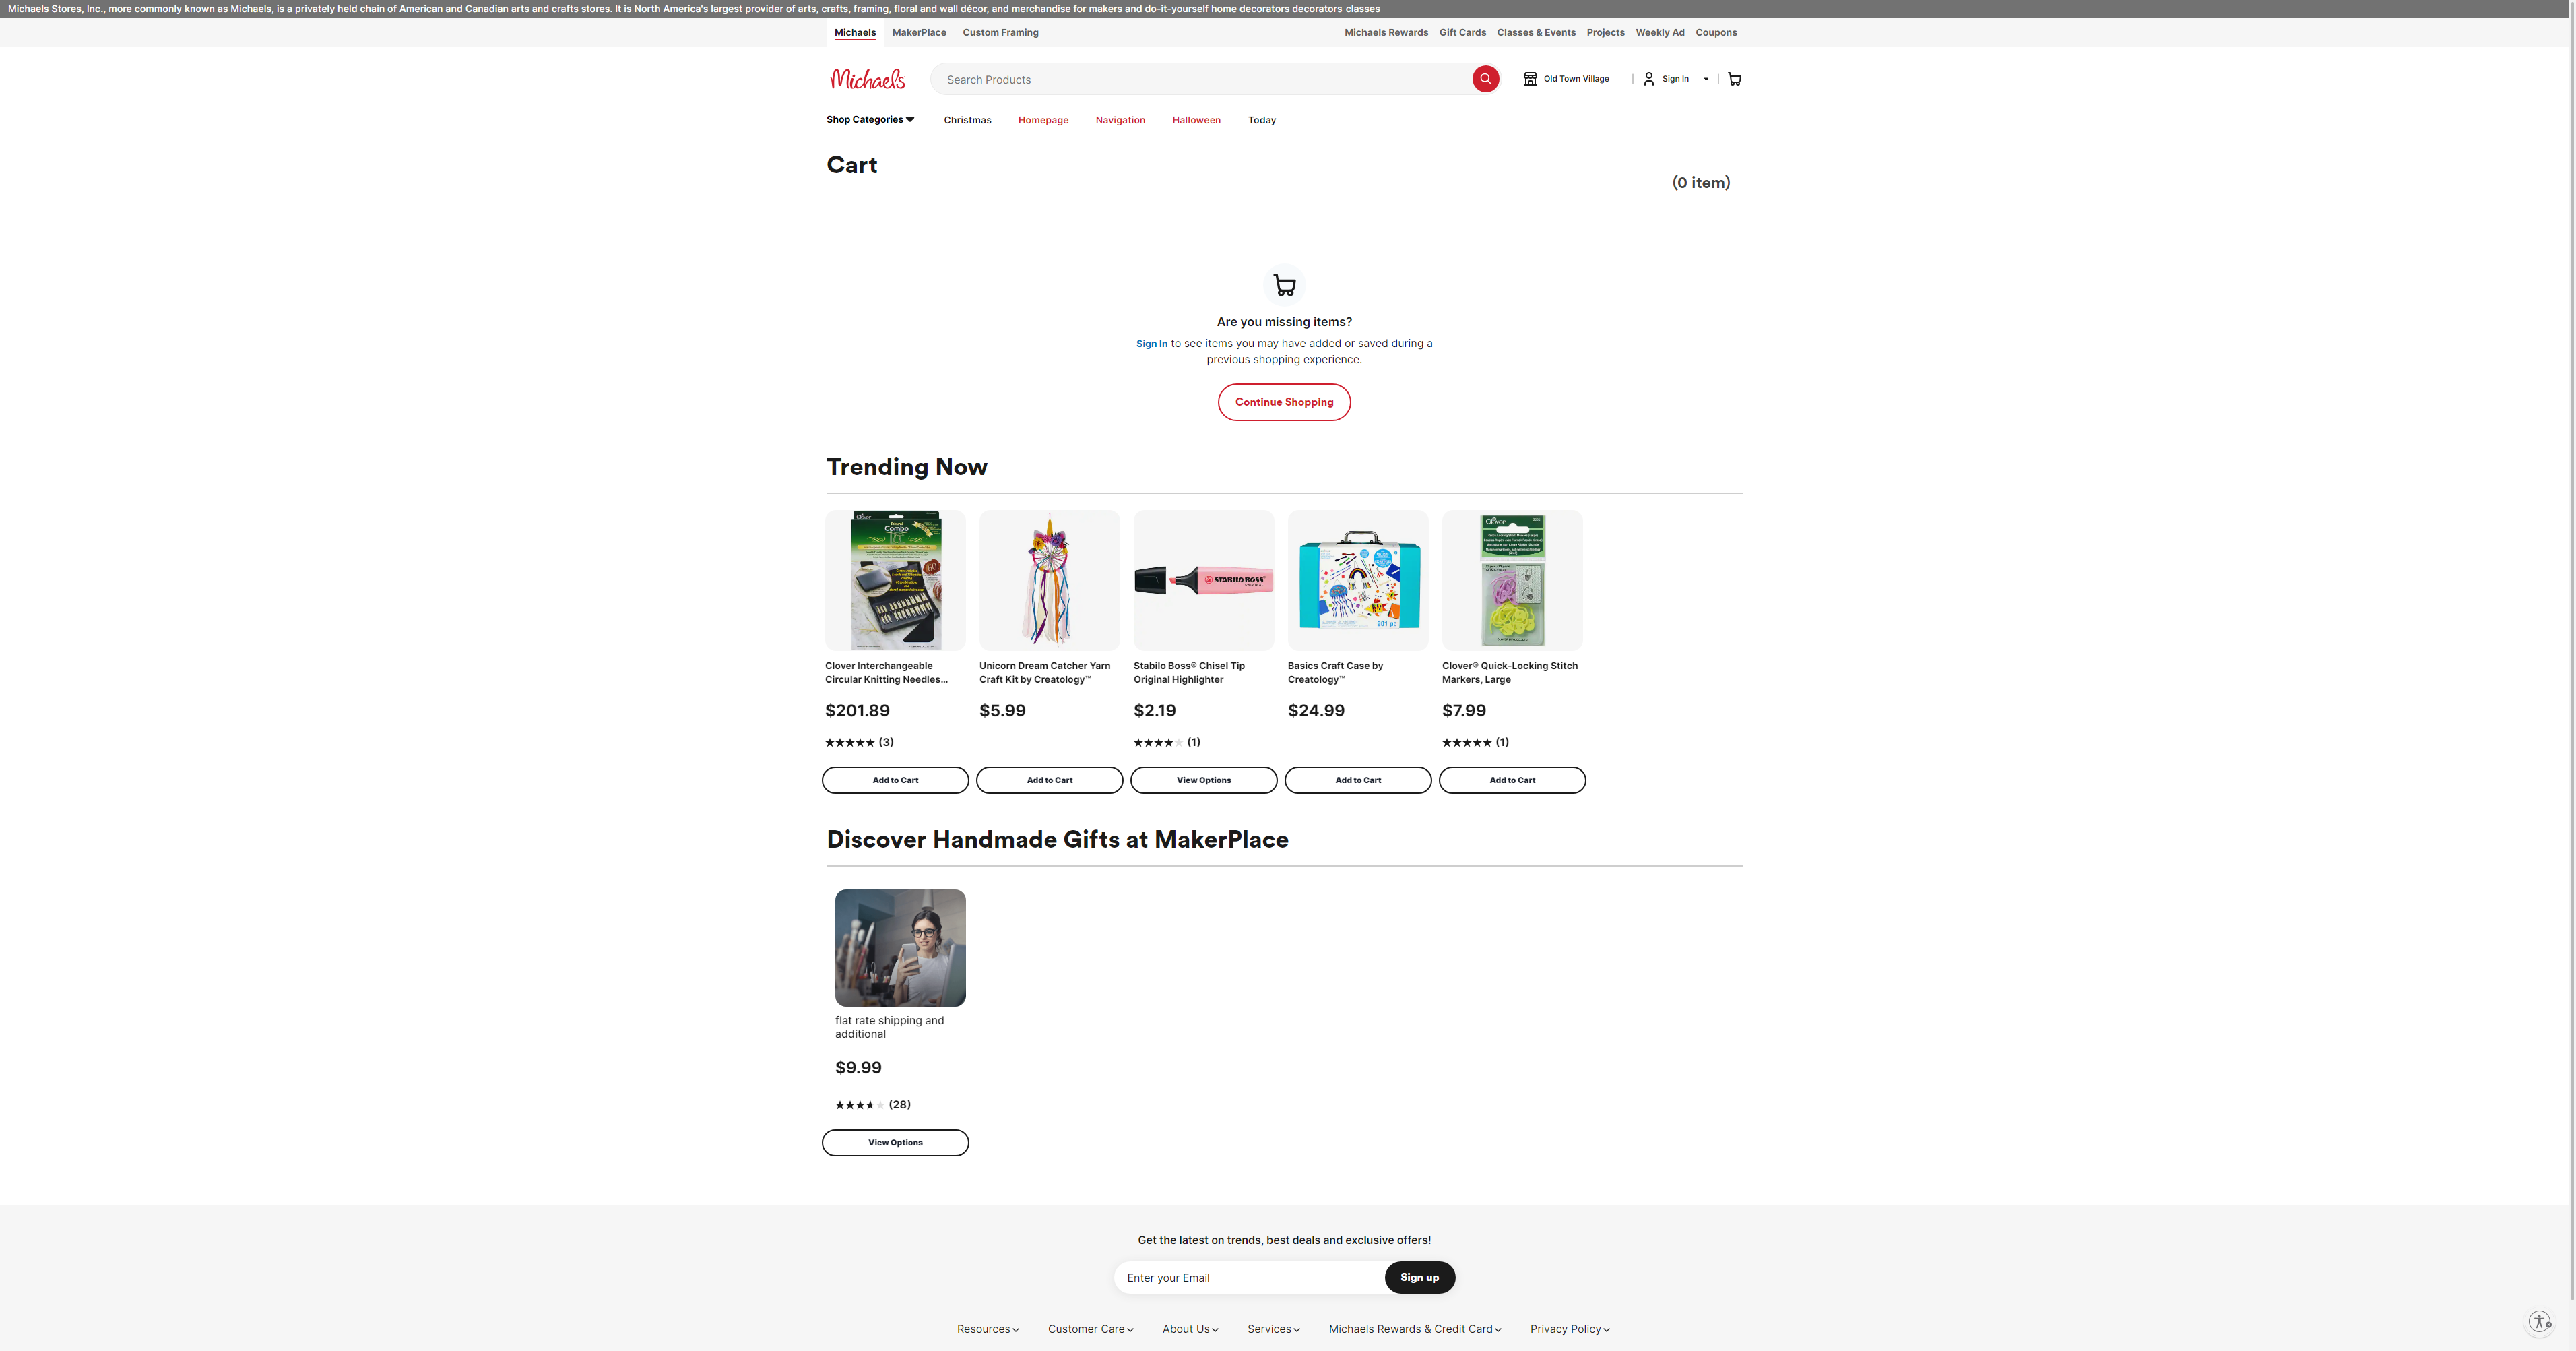 Michaels Stores, Inc., more commonly known as Michaels, is a privately held chain of American and Canadian arts and crafts stores. It is North America's largest provider of arts, crafts, framing, floral and wall décor, and merchandise for makers and do-it-yourself home decorators decorators classes
Michaels MakerPlace Custom Framing Michaels Rewards Gift Cards Classes & Events Projects Weekly Ad Coupons
Michaels Search Products Old Town Village | Sign In |
Shop Categories Christmas Homepage Navigation Halloween Today
Cart
(0 item)
Are you missing items?
Sign In to see items you may have added or saved during a
previous shopping experience.
Continue Shopping
Trending Now
Clover
Combo
60
STABILO BOSS
ORIGINAL
901 pc
Clover
Clover Interchangeable
Circular Knitting Needles...
$201.89
(3)
Add to Cart
Unicorn Dream Catcher Yarn
Craft Kit by Creatology™
$5.99
Add to Cart
Stabilo Boss® Chisel Tip
Original Highlighter
$2.19
(1)
View Options
Basics Craft Case by
Creatology™
$24.99
Add to Cart
Clover® Quick-Locking Stitch
Markers, Large
$7.99
(1)
Add to Cart
Discover Handmade Gifts at MakerPlace
flat rate shipping and
additional
$9.99
(28)
View Options
Get the latest on trends, best deals and exclusive offers!
Enter your Email Sign up
Resources Customer Care About Us Services Michaels Rewards & Credit Card Privacy Policy